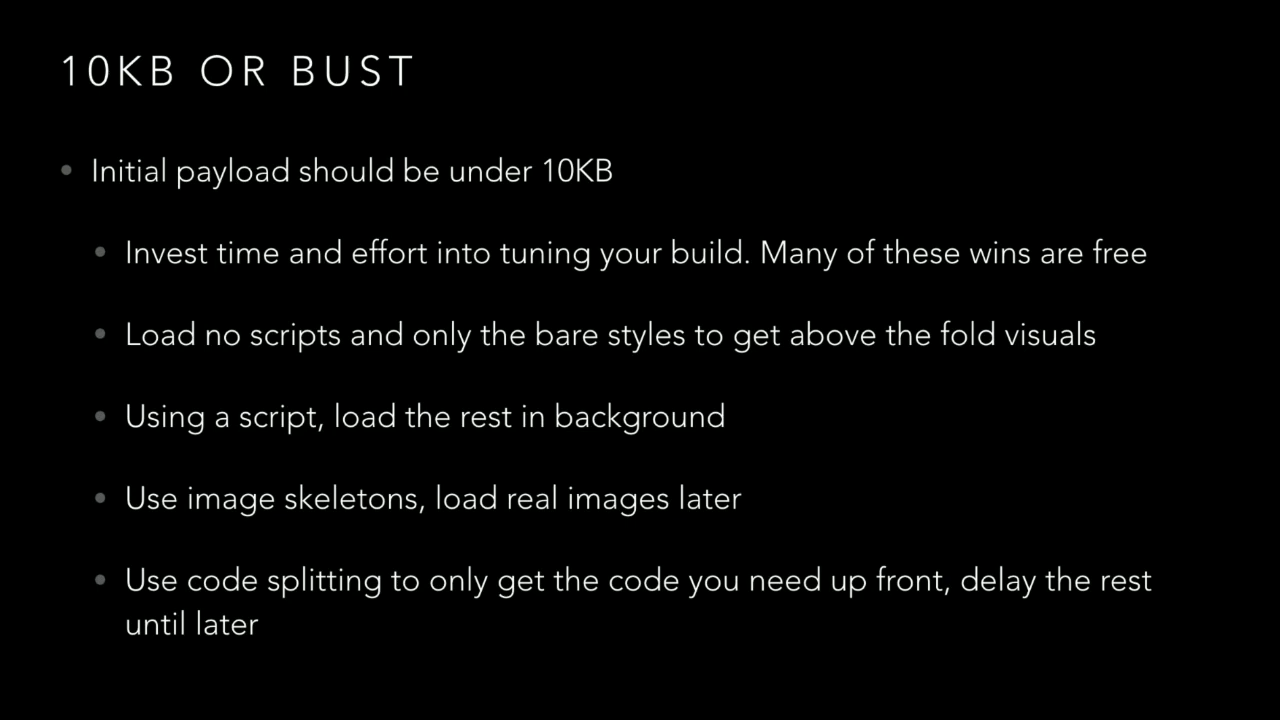 10KB OR BUST
Initial payload should be under 10KB
Invest time and effort into tuning your build. Many of these wins are free
Load no scripts and only the bare styles to get above the fold visuals
Using a script, load the rest in background
Use image skeletons, load real images later
Use code splitting to only get the code you need up front, delay the rest
until later